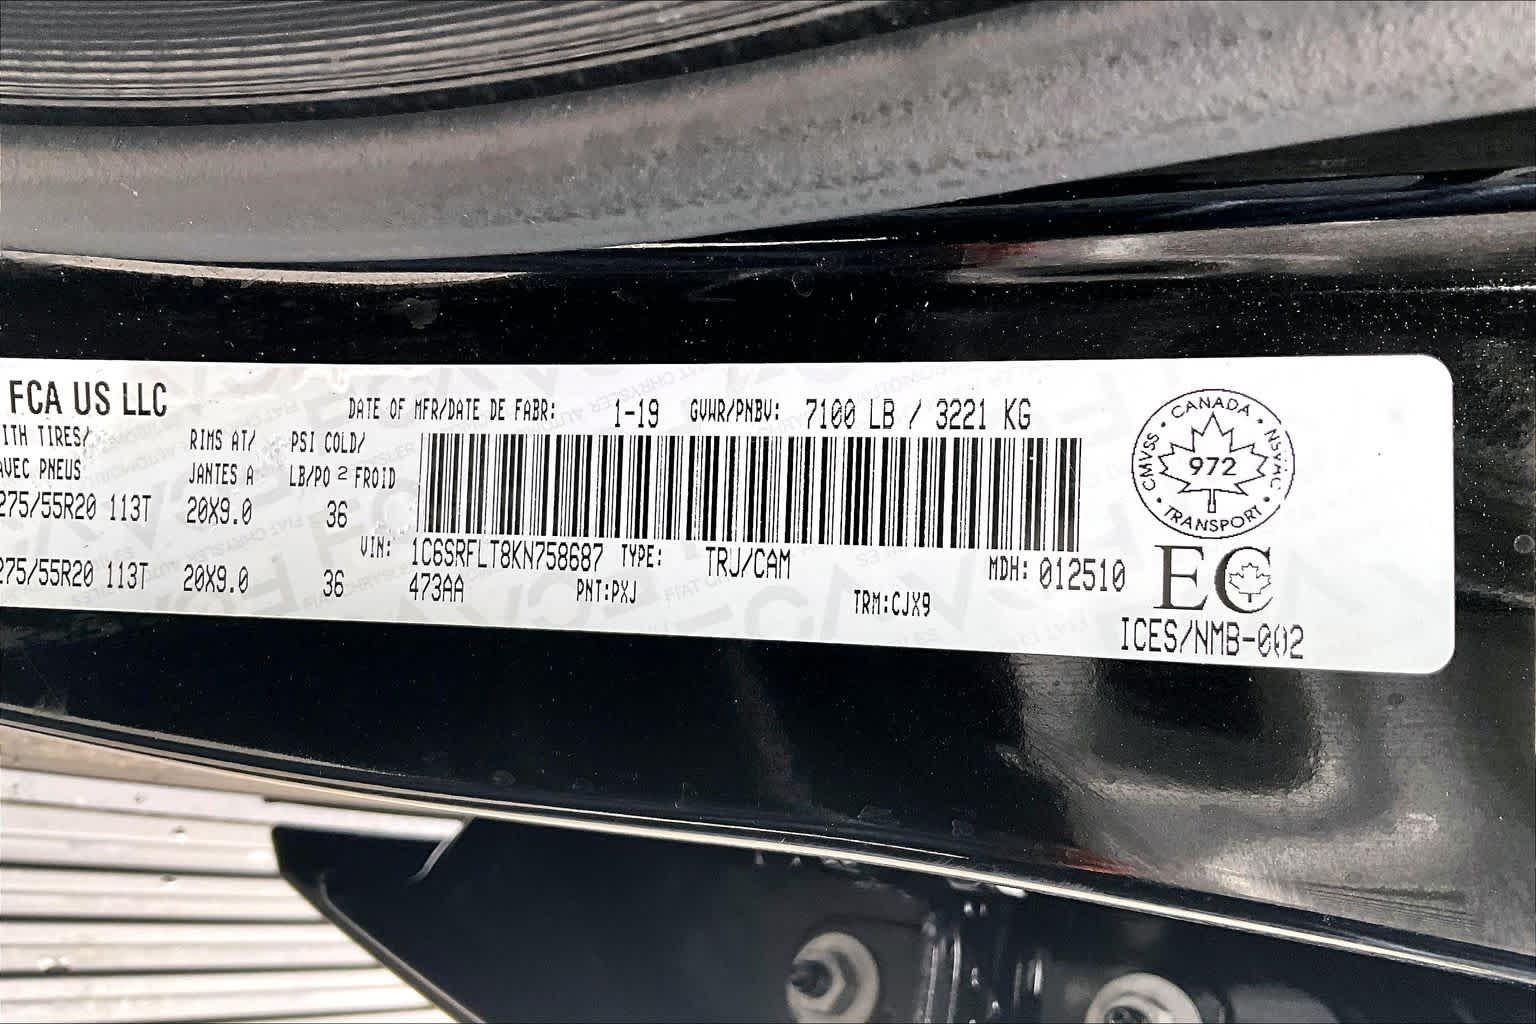 FCA US LLC
DATE OF MFR/DATE DE FABR: 1-19 GVWR/PNBV: 7100 LB / 3221 KG
ITH TIRES/ RIMS AT/ PSI COLD/
AVEC PNEUS JANTES A LB/PO 2 FROID
275/55R20 113T 20X9.0 36
VIN: 1C6SRFLT8KN758687 TYPE: TRJ/CAM MDH: 012510
275/55R20 113T 20X9.0 36 473AA PNT:PXJ TRM:CJX9
CANADA
CMVSS 972 NSVAC
TRANSPORT
EC
ICES/NMB-002